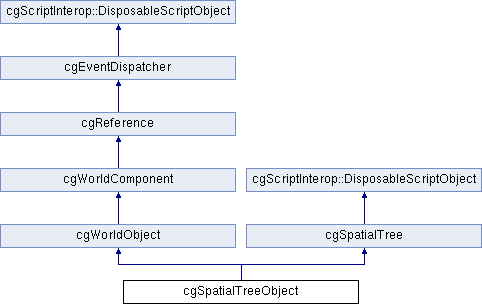 cgScriptInterop::DisposableScriptObject
cgEventDispatcher
cgReference
cgWorldComponent
cgScriptInterop::DisposableScriptObject
cgWorldObject
cgSpatialTree
cgSpatialTreeObject